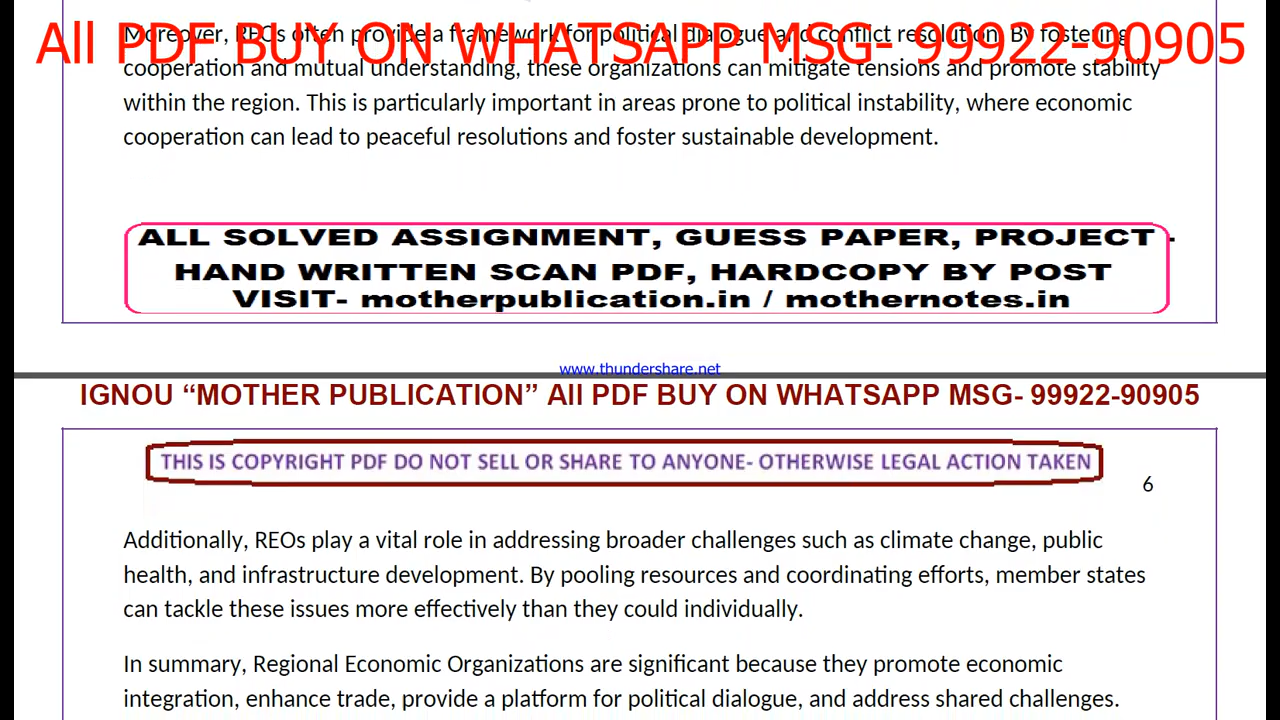 All PDF BUY ON WHATSAPP MSG- 99922-90905
Moreover, REOs often provide a framework for political dialogue and conflict resolution. By fostering
cooperation and mutual understanding, these organizations can mitigate tensions and promote stability
within the region. This is particularly important in areas prone to political instability, where economic
cooperation can lead to peaceful resolutions and foster sustainable development.
ALL SOLVED ASSIGNMENT, GUESS PAPER, PROJECT -
HAND WRITTEN SCAN PDF, HARDCOPY BY POST
VISIT- motherpublication.in / mothernotes.in
www.thundershare.net
IGNOU “MOTHER PUBLICATION” All PDF BUY ON WHATSAPP MSG- 99922-90905
THIS IS COPYRIGHT PDF DO NOT SELL OR SHARE TO ANYONE- OTHERWISE LEGAL ACTION TAKEN
6
Additionally, REOs play a vital role in addressing broader challenges such as climate change, public
health, and infrastructure development. By pooling resources and coordinating efforts, member states
can tackle these issues more effectively than they could individually.
In summary, Regional Economic Organizations are significant because they promote economic
integration, enhance trade, provide a platform for political dialogue, and address shared challenges.